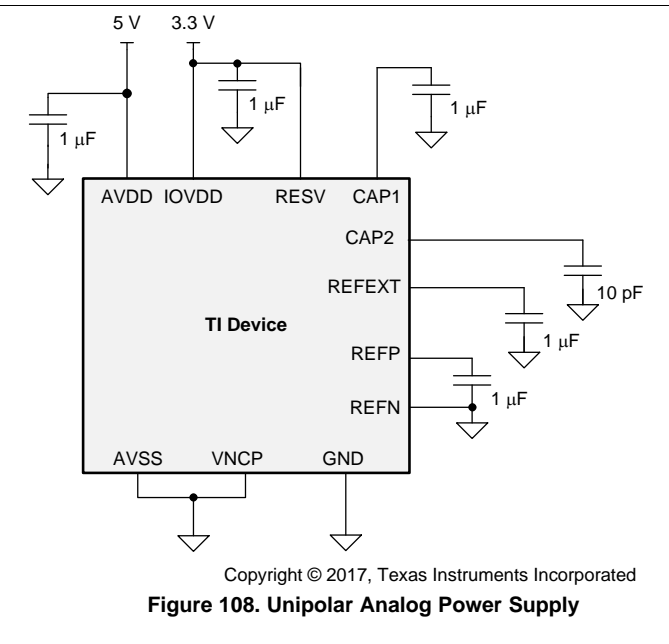 5 V 3.3 V
1 μF
1 μF
1 μF
AVDD IOVDD RESV CAP1
CAP2
10 pF
REFEXT
1 μF
TI Device
REFP
1 μF
REFN
AVSS VNCP GND
Copyright © 2017, Texas Instruments Incorporated
Figure 108. Unipolar Analog Power Supply